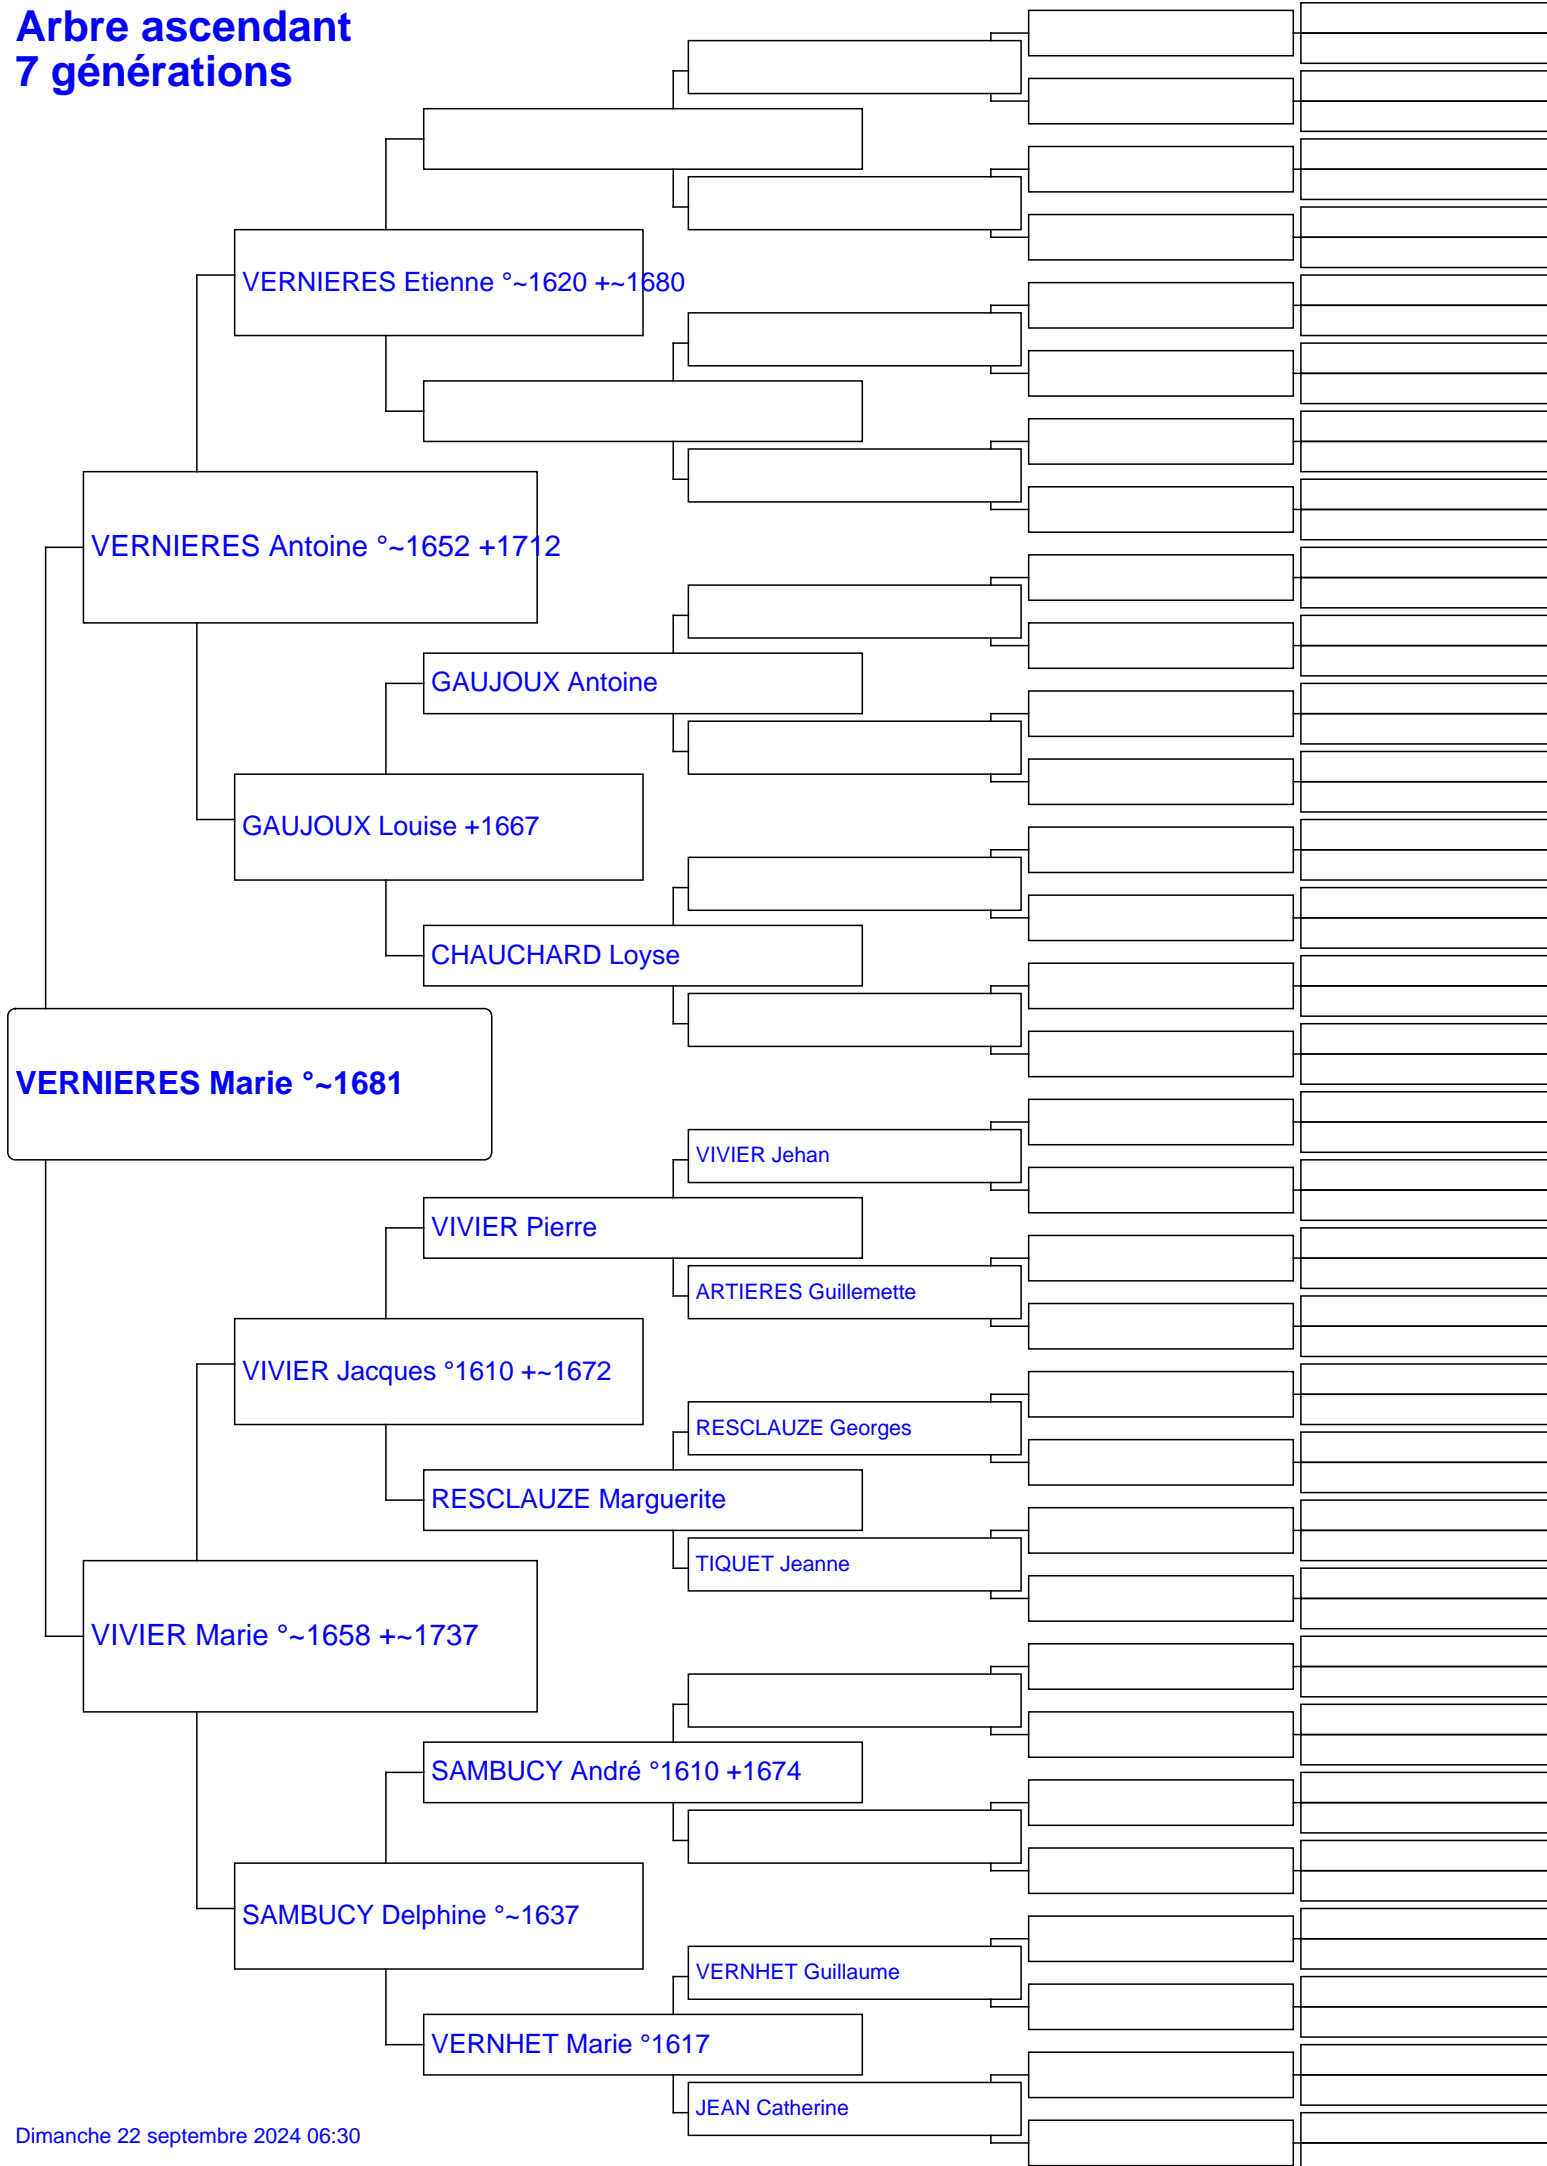 Arbre ascendant
7 générations
VERNIERES Etienne °~1620 +~1680
VERNIERES Antoine °~1652 +1712
GAUJOUX Antoine
GAUJOUX Louise +1667
CHAUCHARD Loyse
VERNIERES Marie °~1681
VIVIER Jehan
VIVIER Pierre
ARTIERES Guillemette
VIVIER Jacques °1610 +~1672
RESCLAUZE Georges
RESCLAUZE Marguerite
TIQUET Jeanne
VIVIER Marie °~1658 +~1737
SAMBUCY André °1610 +1674
SAMBUCY Delphine °~1637
VERNHET Guillaume
VERNHET Marie °1617
JEAN Catherine
Dimanche 22 septembre 2024 06:30